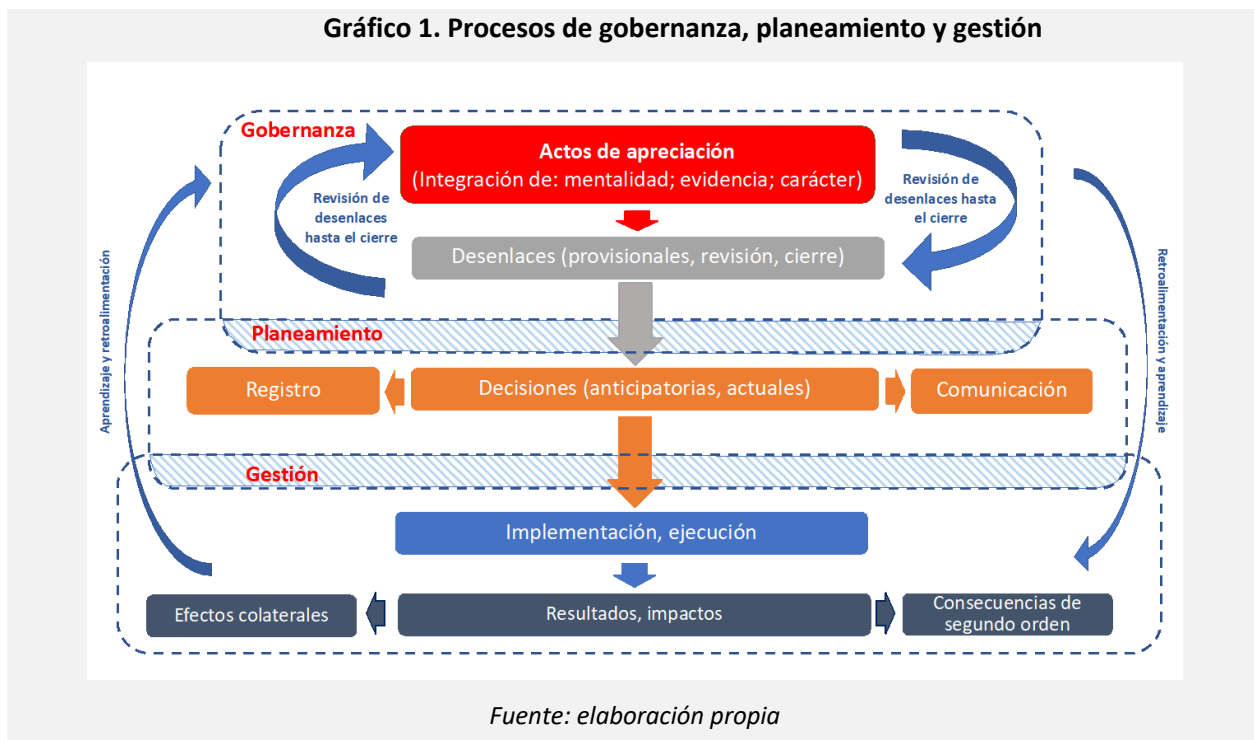 Gráfico 1. Procesos de gobernanza, planeamiento y gestión
Gobernanza
Actos de apreciación
(Integración de: mentalidad; evidencia; carácter)
Revisión de
desenlaces
hasta el cierre
Revisión de
desenlaces hasta
el cierre
Desenlaces (provisionales, revisión, cierre)
Aprendizaje y retroalimentación
Retroalimentación y aprendizaje
Planeamiento
Registro
Decisiones (anticipatorias, actuales)
Comunicación
Gestión
Implementación, ejecución
Efectos colaterales
Resultados, impactos
Consecuencias de
segundo orden
Fuente: elaboración propia